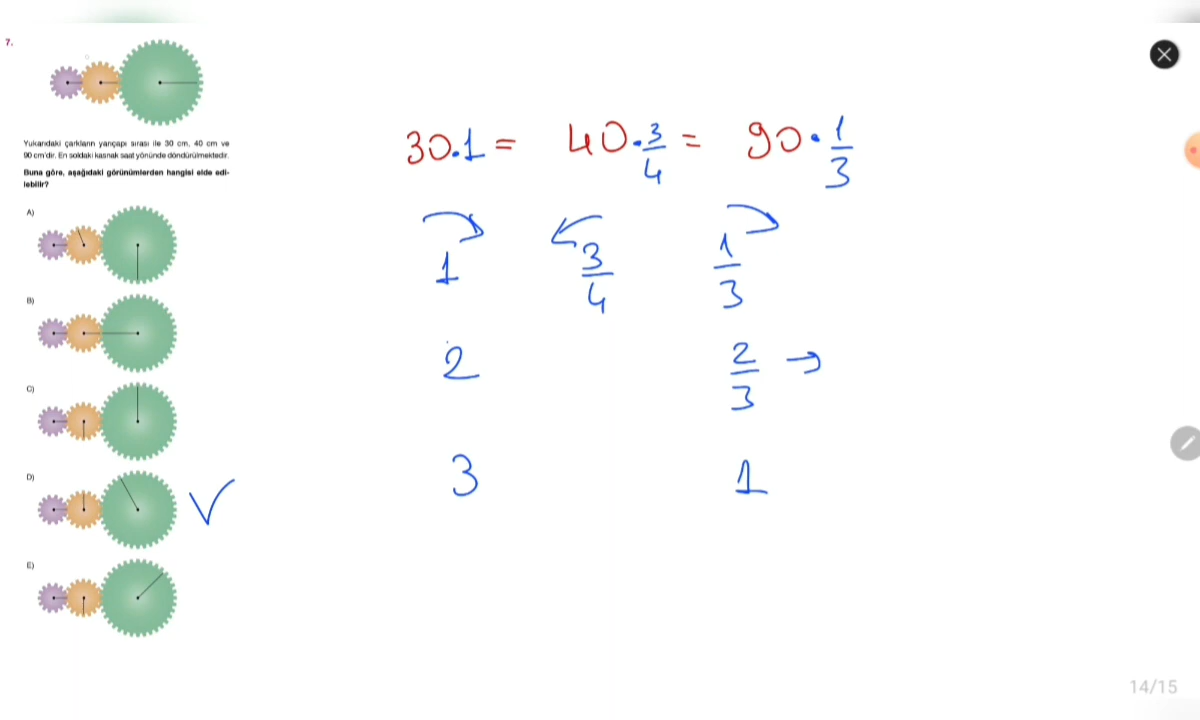 7.
Yukarıdaki çarkların yarıçapı sırası ile 30 cm, 40 cm ve
90 cm'dir. En soldaki kasnak saat yönünde döndürülmektedir.
Buna göre, aşağıdaki görünümlerden hangisi elde edi-
lebilir?
A)
B)
C)
D)
E)
30.1 = 40.3/4 = 90.1/3
1 3/4 1/3
2 2/3
3 1
14/15